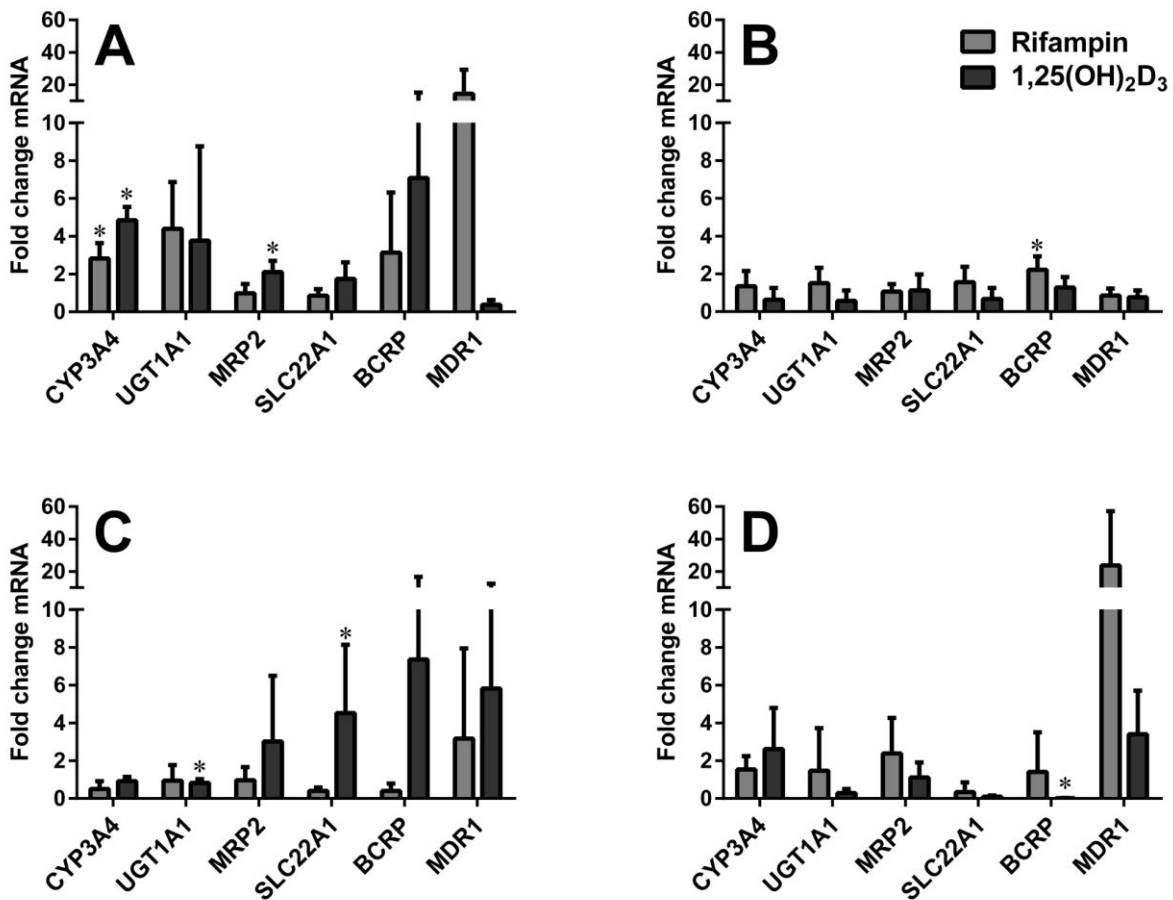 A
Fold change mRNA
60
40
20
10
8
6
4
2
0
*
*
*
CYP3A4
UGT1A1
MRP2
SLC22A1
BCRP
MDR1
B
Rifampin
1,25(OH)₂D₃
Fold change mRNA
60
40
20
10
8
6
4
2
0
*
CYP3A4
UGT1A1
MRP2
SLC22A1
BCRP
MDR1
C
Fold change mRNA
60
40
20
10
8
6
4
2
0
*
*
CYP3A4
UGT1A1
MRP2
SLC22A1
BCRP
MDR1
D
Fold change mRNA
60
40
20
10
8
6
4
2
0
*
CYP3A4
UGT1A1
MRP2
SLC22A1
BCRP
MDR1